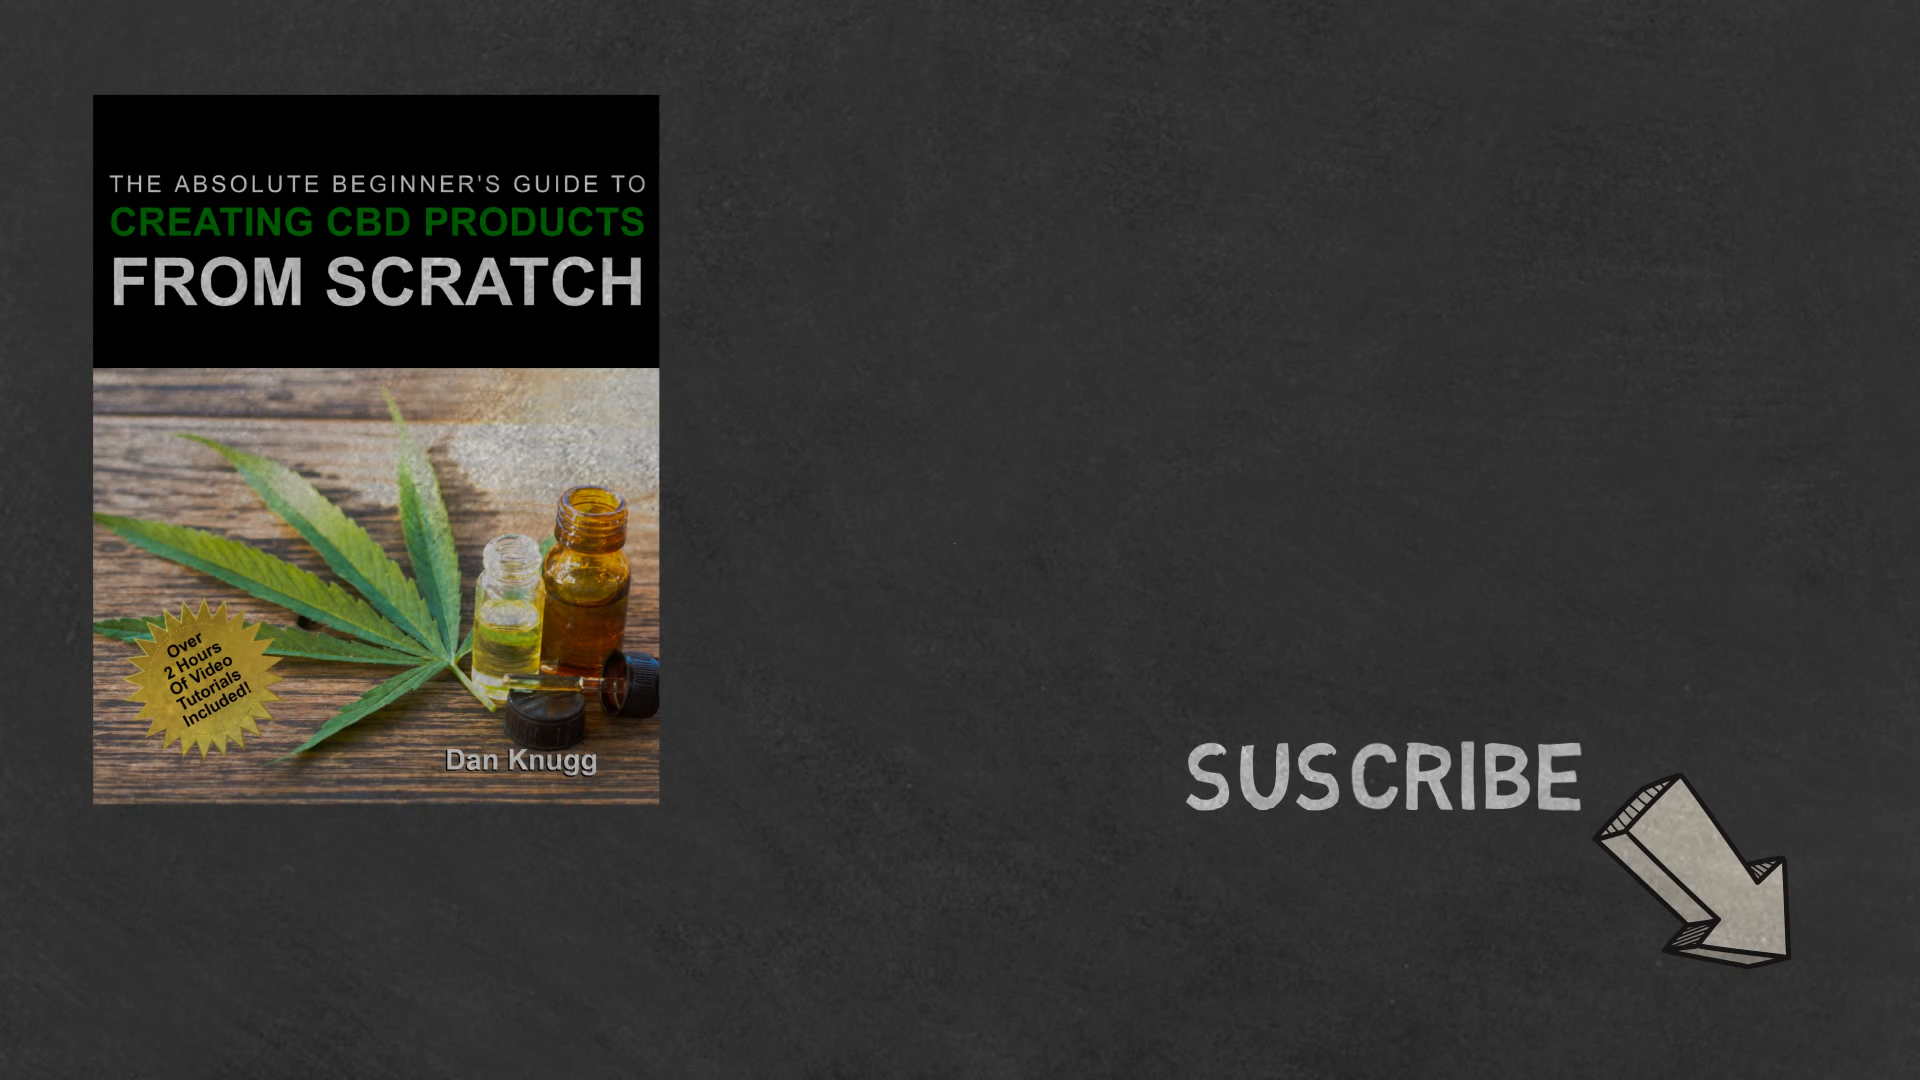 THE ABSOLUTE BEGINNER'S GUIDE TO
CREATING CBD PRODUCTS
FROM SCRATCH
Over
2 Hours
Of Video
Tutorials
Included!
Dan Knugg
SUSCRIBE